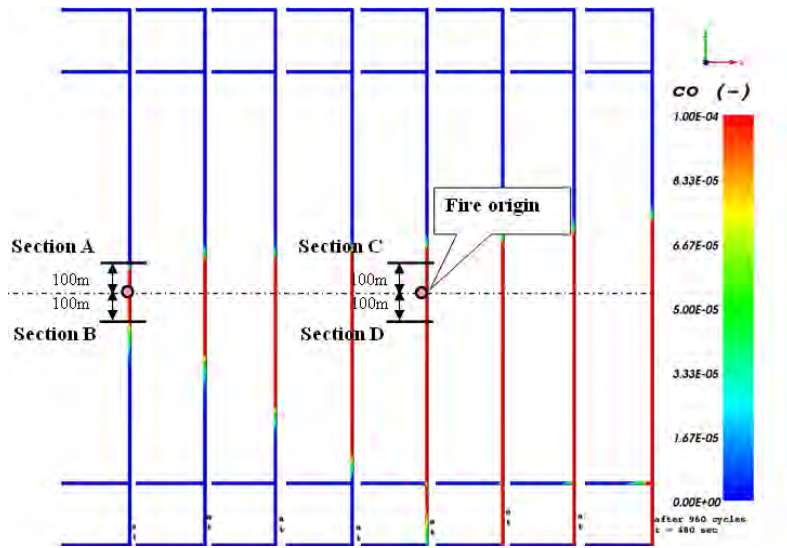 co (-)
1.00E-04
8.33E-05
6.67E-05
5.00E-05
3.33E-05
1.67E-05
0.00E+00
Fire origin
Section A
Section C
100m
100m
100m
100m
Section B
Section D
after 960 cycles
t = 480 sec